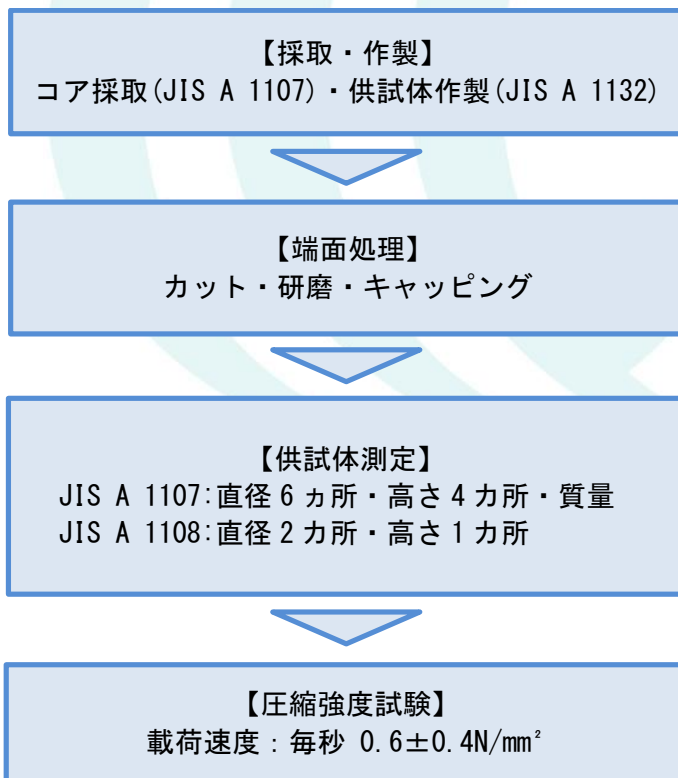 【採取・作製】
コア採取(JIS A 1107)・供試体作製(JIS A 1132)
【端面処理】
カット・研磨・キャッピング
【供試体測定】
JIS A 1107:直径6ヵ所・高さ4カ所・質量
JIS A 1108:直径2カ所・高さ1カ所
【圧縮強度試験】
載荷速度：毎秒 0.6±0.4N/㎜²